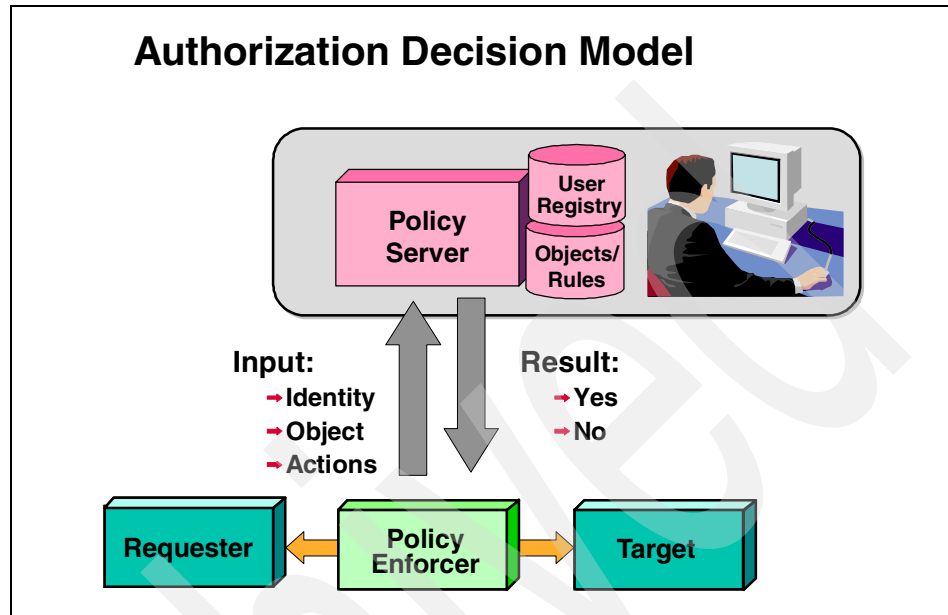 Authorization Decision Model
User
Registry
Policy
Server
Objects/
Rules
Input:
➞Identity
➞Object
➞Actions
Result:
➞Yes
➞No
Requester
Policy
Enforcer
Target